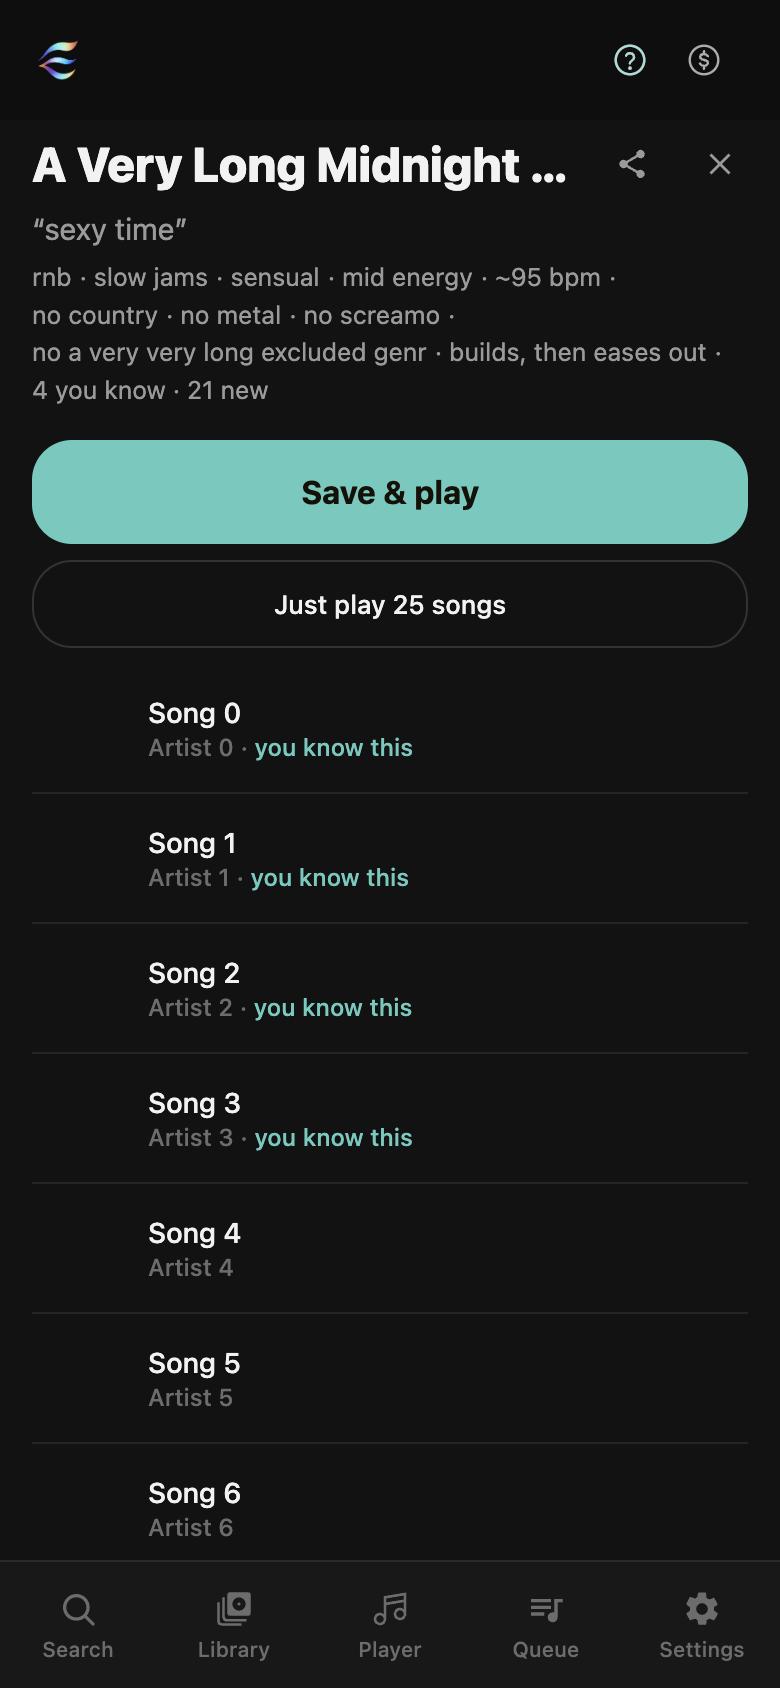 A Very Long Midnight ...
“sexy time”
rnb · slow jams · sensual · mid energy · ~95 bpm ·
no country · no metal · no screamo ·
no a very very long excluded genr · builds, then eases out ·
4 you know · 21 new
Save & play
Just play 25 songs
Song 0
Artist 0 · you know this
Song 1
Artist 1 · you know this
Song 2
Artist 2 · you know this
Song 3
Artist 3 · you know this
Song 4
Artist 4
Song 5
Artist 5
Song 6
Artist 6
Search Library Player Queue Settings